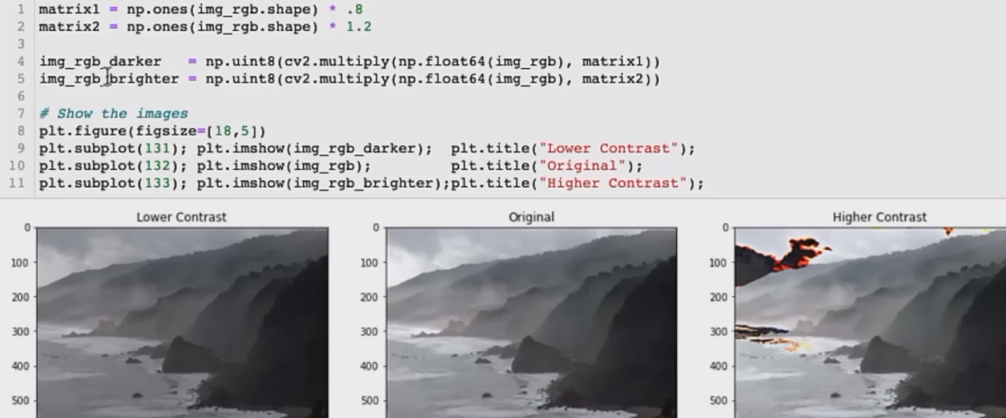 1 matrix1 = np.ones(img_rgb.shape) * .8
2 matrix2 = np.ones(img_rgb.shape) * 1.2
3
4 img_rgb_darker   = np.uint8(cv2.multiply(np.float64(img_rgb), matrix1))
5 img_rgb_brighter = np.uint8(cv2.multiply(np.float64(img_rgb), matrix2))
6
7 # Show the images
8 plt.figure(figsize=[18,5])
9 plt.subplot(131); plt.imshow(img_rgb_darker);  plt.title("Lower Contrast");
10 plt.subplot(132); plt.imshow(img_rgb);         plt.title("Original");
11 plt.subplot(133); plt.imshow(img_rgb_brighter);plt.title("Higher Contrast");
Lower Contrast Original Higher Contrast
0 0 0
100 100 100
200 200 200
300 300 300
400 400 400
500 500 500